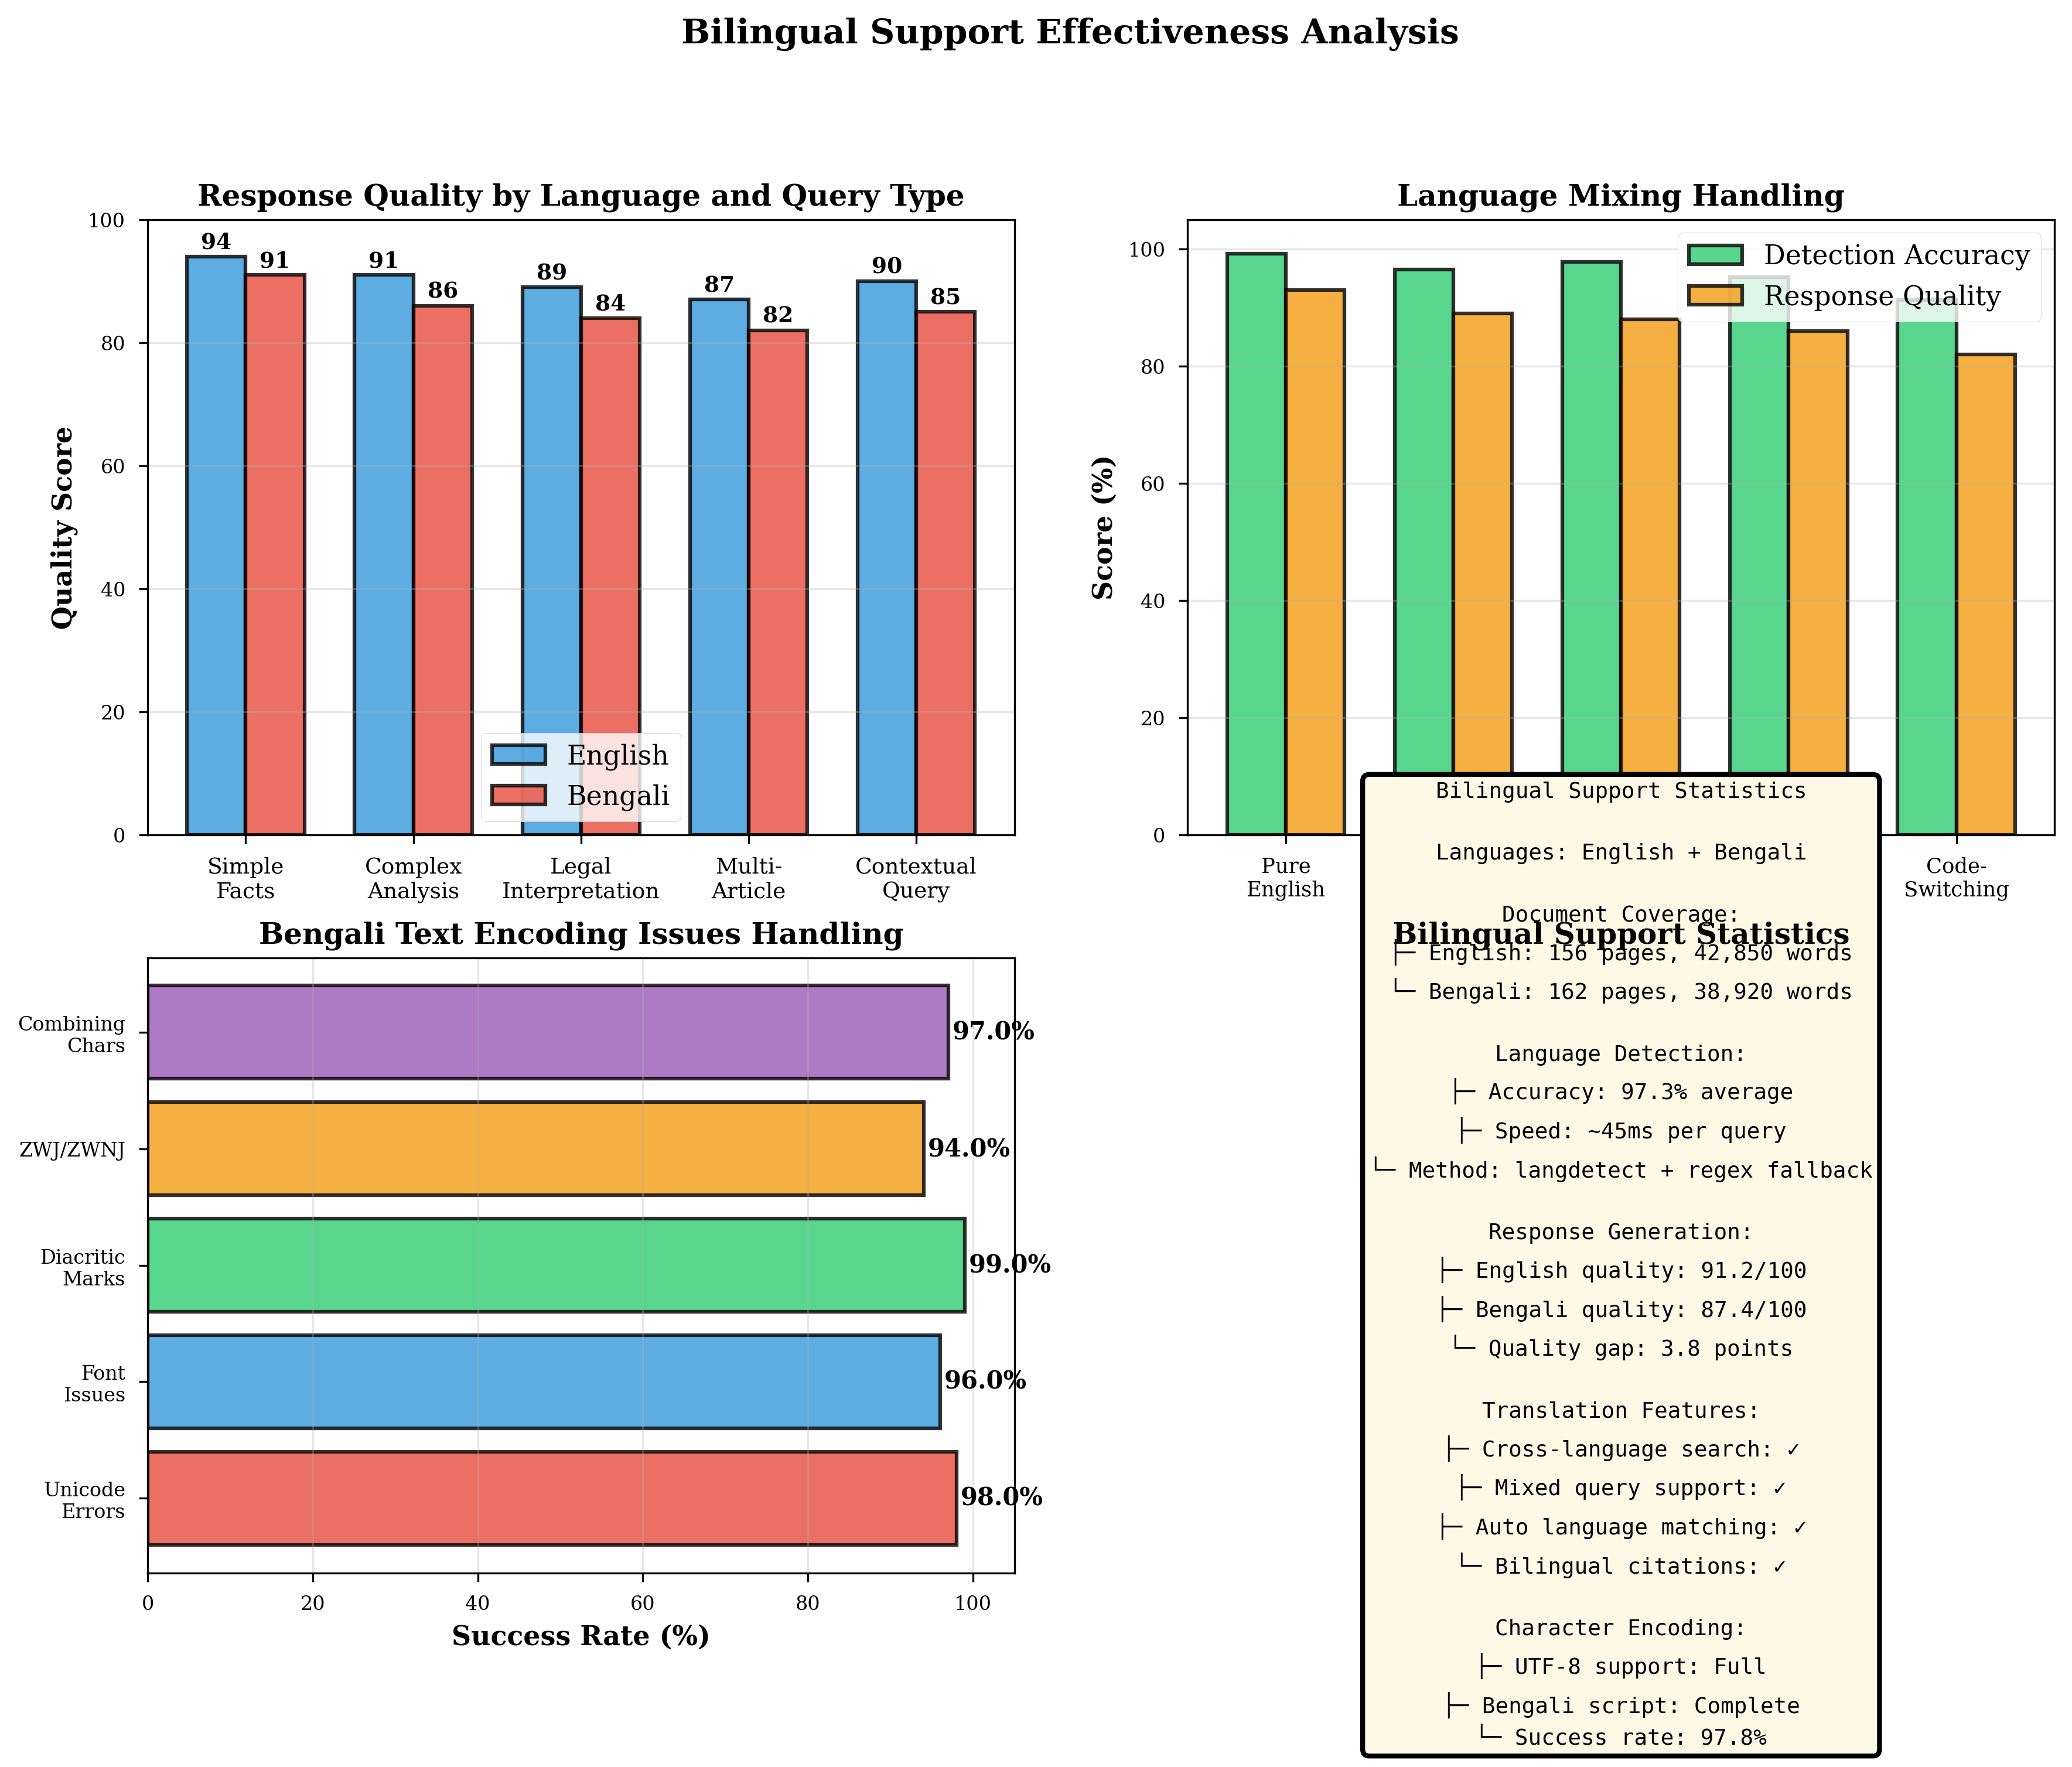 Bilingual Support Effectiveness Analysis
Response Quality by Language and Query Type
Quality Score
100
80
60
40
20
0
94
91
91
86
89
84
87
82
90
85
English
Bengali
Simple
Facts
Complex
Analysis
Legal
Interpretation
Multi-
Article
Contextual
Query
Language Mixing Handling
Score (%)
100
80
60
40
20
0
Detection Accuracy
Response Quality
Pure
English
Code-
Switching
Bengali Text Encoding Issues Handling
Combining
Chars
97.0%
ZWJ/ZWNJ
94.0%
Diacritic
Marks
99.0%
Font
Issues
96.0%
Unicode
Errors
98.0%
0
20
40
60
80
100
Success Rate (%)
Bilingual Support Statistics
Bilingual Support Statistics
Languages: English + Bengali
Document Coverage:
├─ English: 156 pages, 42,850 words
└─ Bengali: 162 pages, 38,920 words
Language Detection:
├─ Accuracy: 97.3% average
├─ Speed: ~45ms per query
└─ Method: langdetect + regex fallback
Response Generation:
├─ English quality: 91.2/100
├─ Bengali quality: 87.4/100
└─ Quality gap: 3.8 points
Translation Features:
├─ Cross-language search: ✓
├─ Mixed query support: ✓
├─ Auto language matching: ✓
└─ Bilingual citations: ✓
Character Encoding:
├─ UTF-8 support: Full
├─ Bengali script: Complete
└─ Success rate: 97.8%